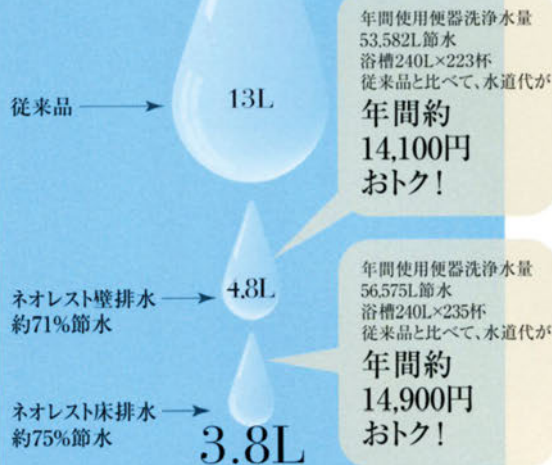 従来品
13L
年間使用便器洗浄水量
53,582L節水
浴槽240L×223杯
従来品と比べて、水道代が
年間約
14,100円
おトク！
ネオレスト壁排水
約71%節水
4.8L
年間使用便器洗浄水量
56,575L節水
浴槽240L×235杯
従来品と比べて、水道代が
年間約
14,900円
おトク！
ネオレスト床排水
約75%節水
3.8L